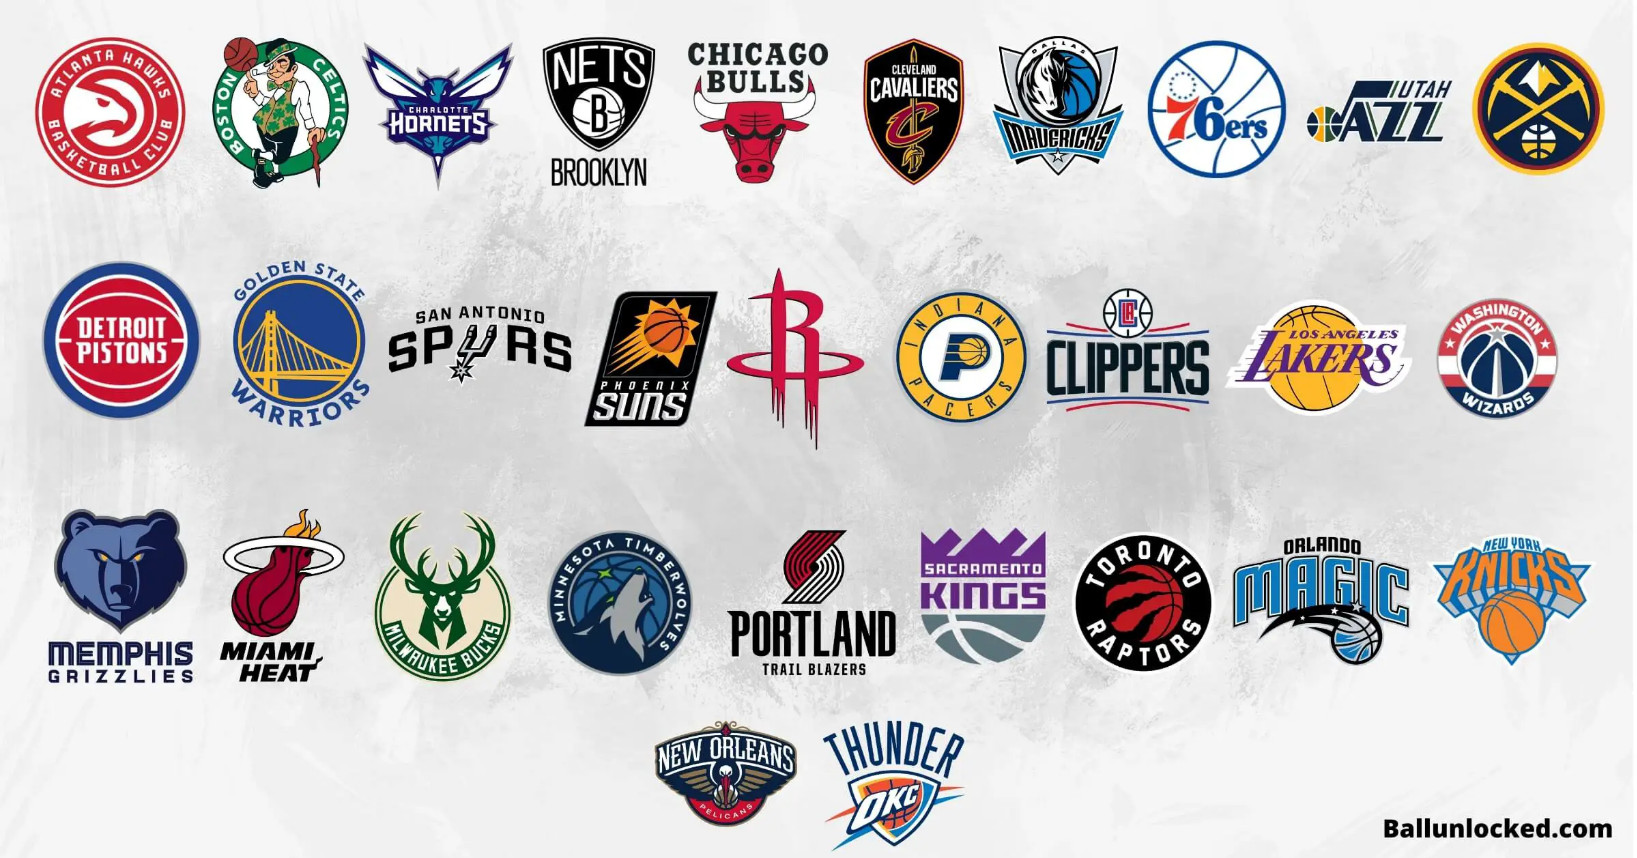 ATLANTA HAWKS
BASKETBALL CLUB
BOSTON
CELTICS
CHARLOTTE
HORNETS
NETS
B
BROOKLYN
CHICAGO
BULLS
CLEVELAND
CAVALIERS
C
DALLAS
MAVERICKS
76ers
UTAH
JAZZ
DETROIT
PISTONS
GOLDEN STATE
WARRIORS
SAN ANTONIO
SPURS
PHOENIX
SUNS
R
INDIANA
P
PACERS
LAC
CLIPPERS
LOS ANGELES
LAKERS
WASHINGTON
WIZARDS
MEMPHIS
GRIZZLIES
MIAMI
HEAT
MILWAUKEE BUCKS
MINNESOTA TIMBERWOLVES
PORTLAND
TRAIL BLAZERS
SACRAMENTO
KINGS
TORONTO
RAPTORS
ORLANDO
MAGIC
NEW YORK
KNICKS
NEW ORLEANS
PELICANS
THUNDER
OKC
Ballunlocked.com